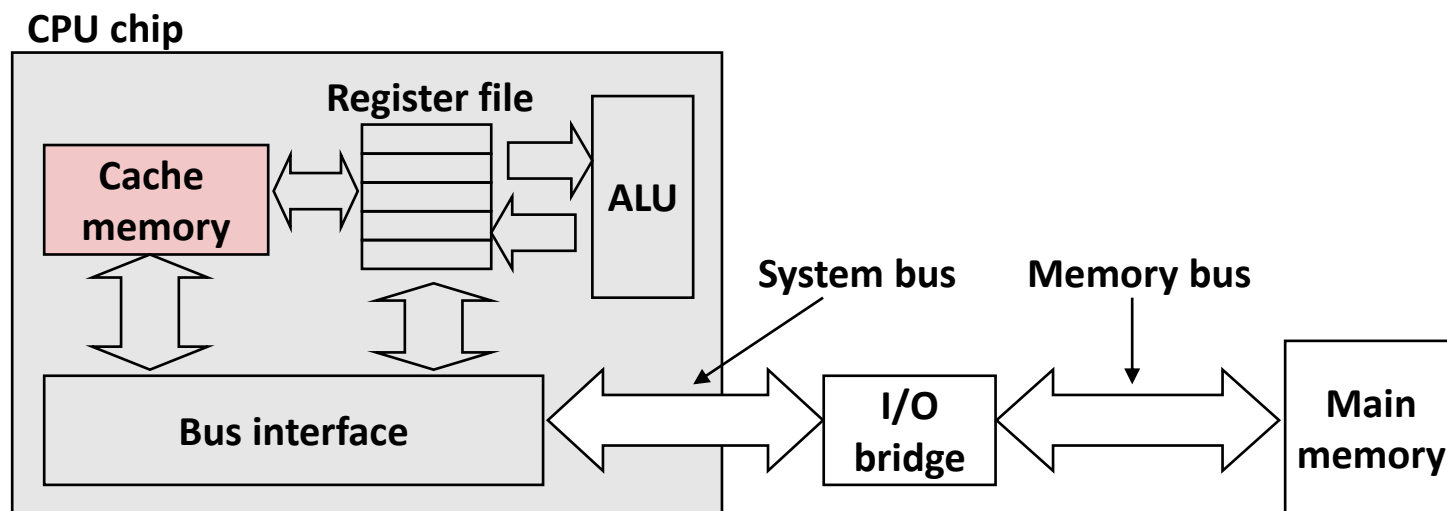 CPU chip
Register file
Cache
memory
ALU
System bus
Memory bus
Bus interface
I/O
bridge
Main
memory